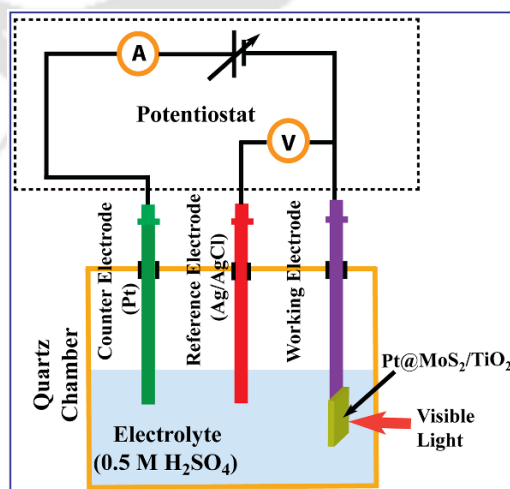 A
Potentiostat
V
Counter Electrode
(Pt)
Reference Electrode
(Ag/AgCl)
Working Electrode
Quartz
Chamber
Pt@MoS₂/TiO₂
Visible
Light
Electrolyte
(0.5 M H₂SO₄)